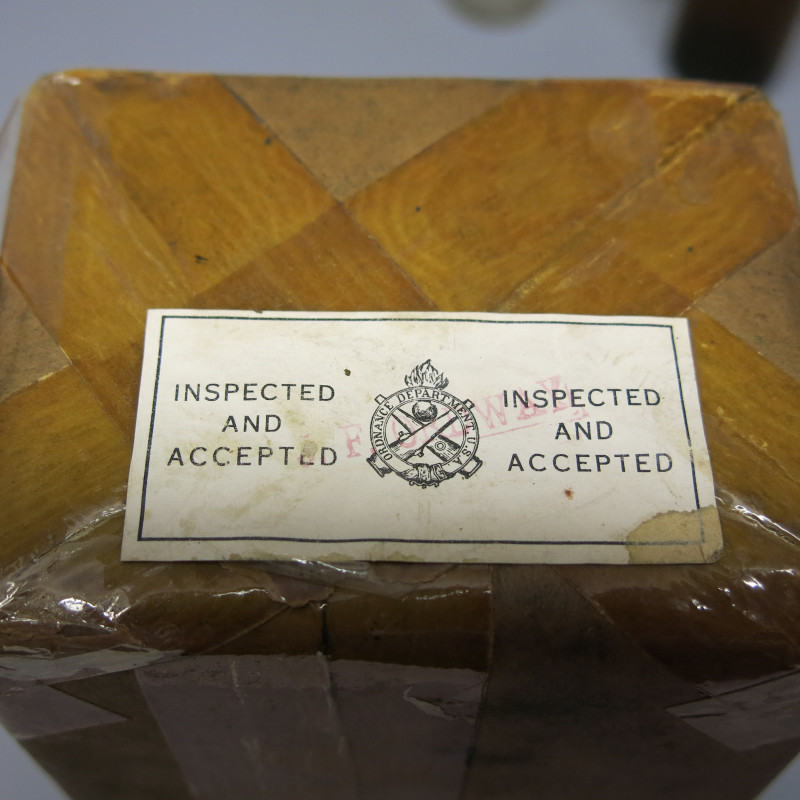 INSPECTED
AND
ACCEPTED
ORDNANCE DEPARTMENT. U.S.A.
INSPECTED
AND
ACCEPTED